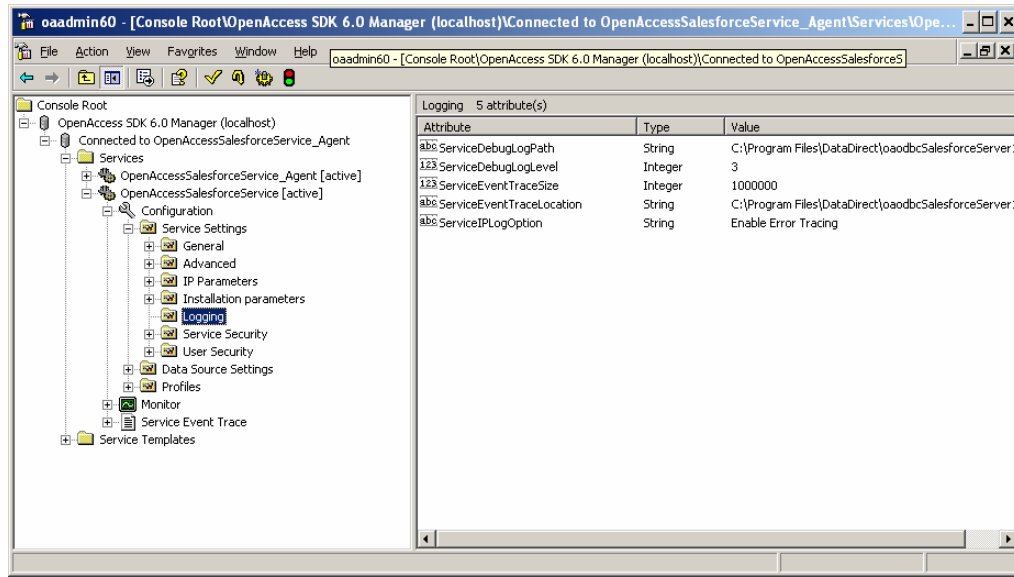 oaadmin60 - [Console Root\OpenAccess SDK 6.0 Manager (localhost)\Connected to OpenAccessSalesforceService_Agent\Services\Ope...
File Action View Favorites Window Help
oaadmin60 - [Console Root\OpenAccess SDK 6.0 Manager (localhost)\Connected to OpenAccessSalesforceS
Console Root
OpenAccess SDK 6.0 Manager (localhost)
Connected to OpenAccessSalesforceService_Agent
Services
OpenAccessSalesforceService_Agent [active]
OpenAccessSalesforceService [active]
Configuration
Service Settings
General
Advanced
IP Parameters
Installation parameters
Logging
Service Security
User Security
Data Source Settings
Profiles
Monitor
Service Event Trace
Service Templates
Logging 5 attribute(s)
Attribute Type Value
abc ServiceDebugLogPath String C:\Program Files\DataDirect\oaodbcSalesforceServer
123 ServiceDebugLogLevel Integer 3
123 ServiceEventTraceSize Integer 1000000
abc ServiceEventTraceLocation String C:\Program Files\DataDirect\oaodbcSalesforceServer
abc ServiceIPLogOption String Enable Error Tracing